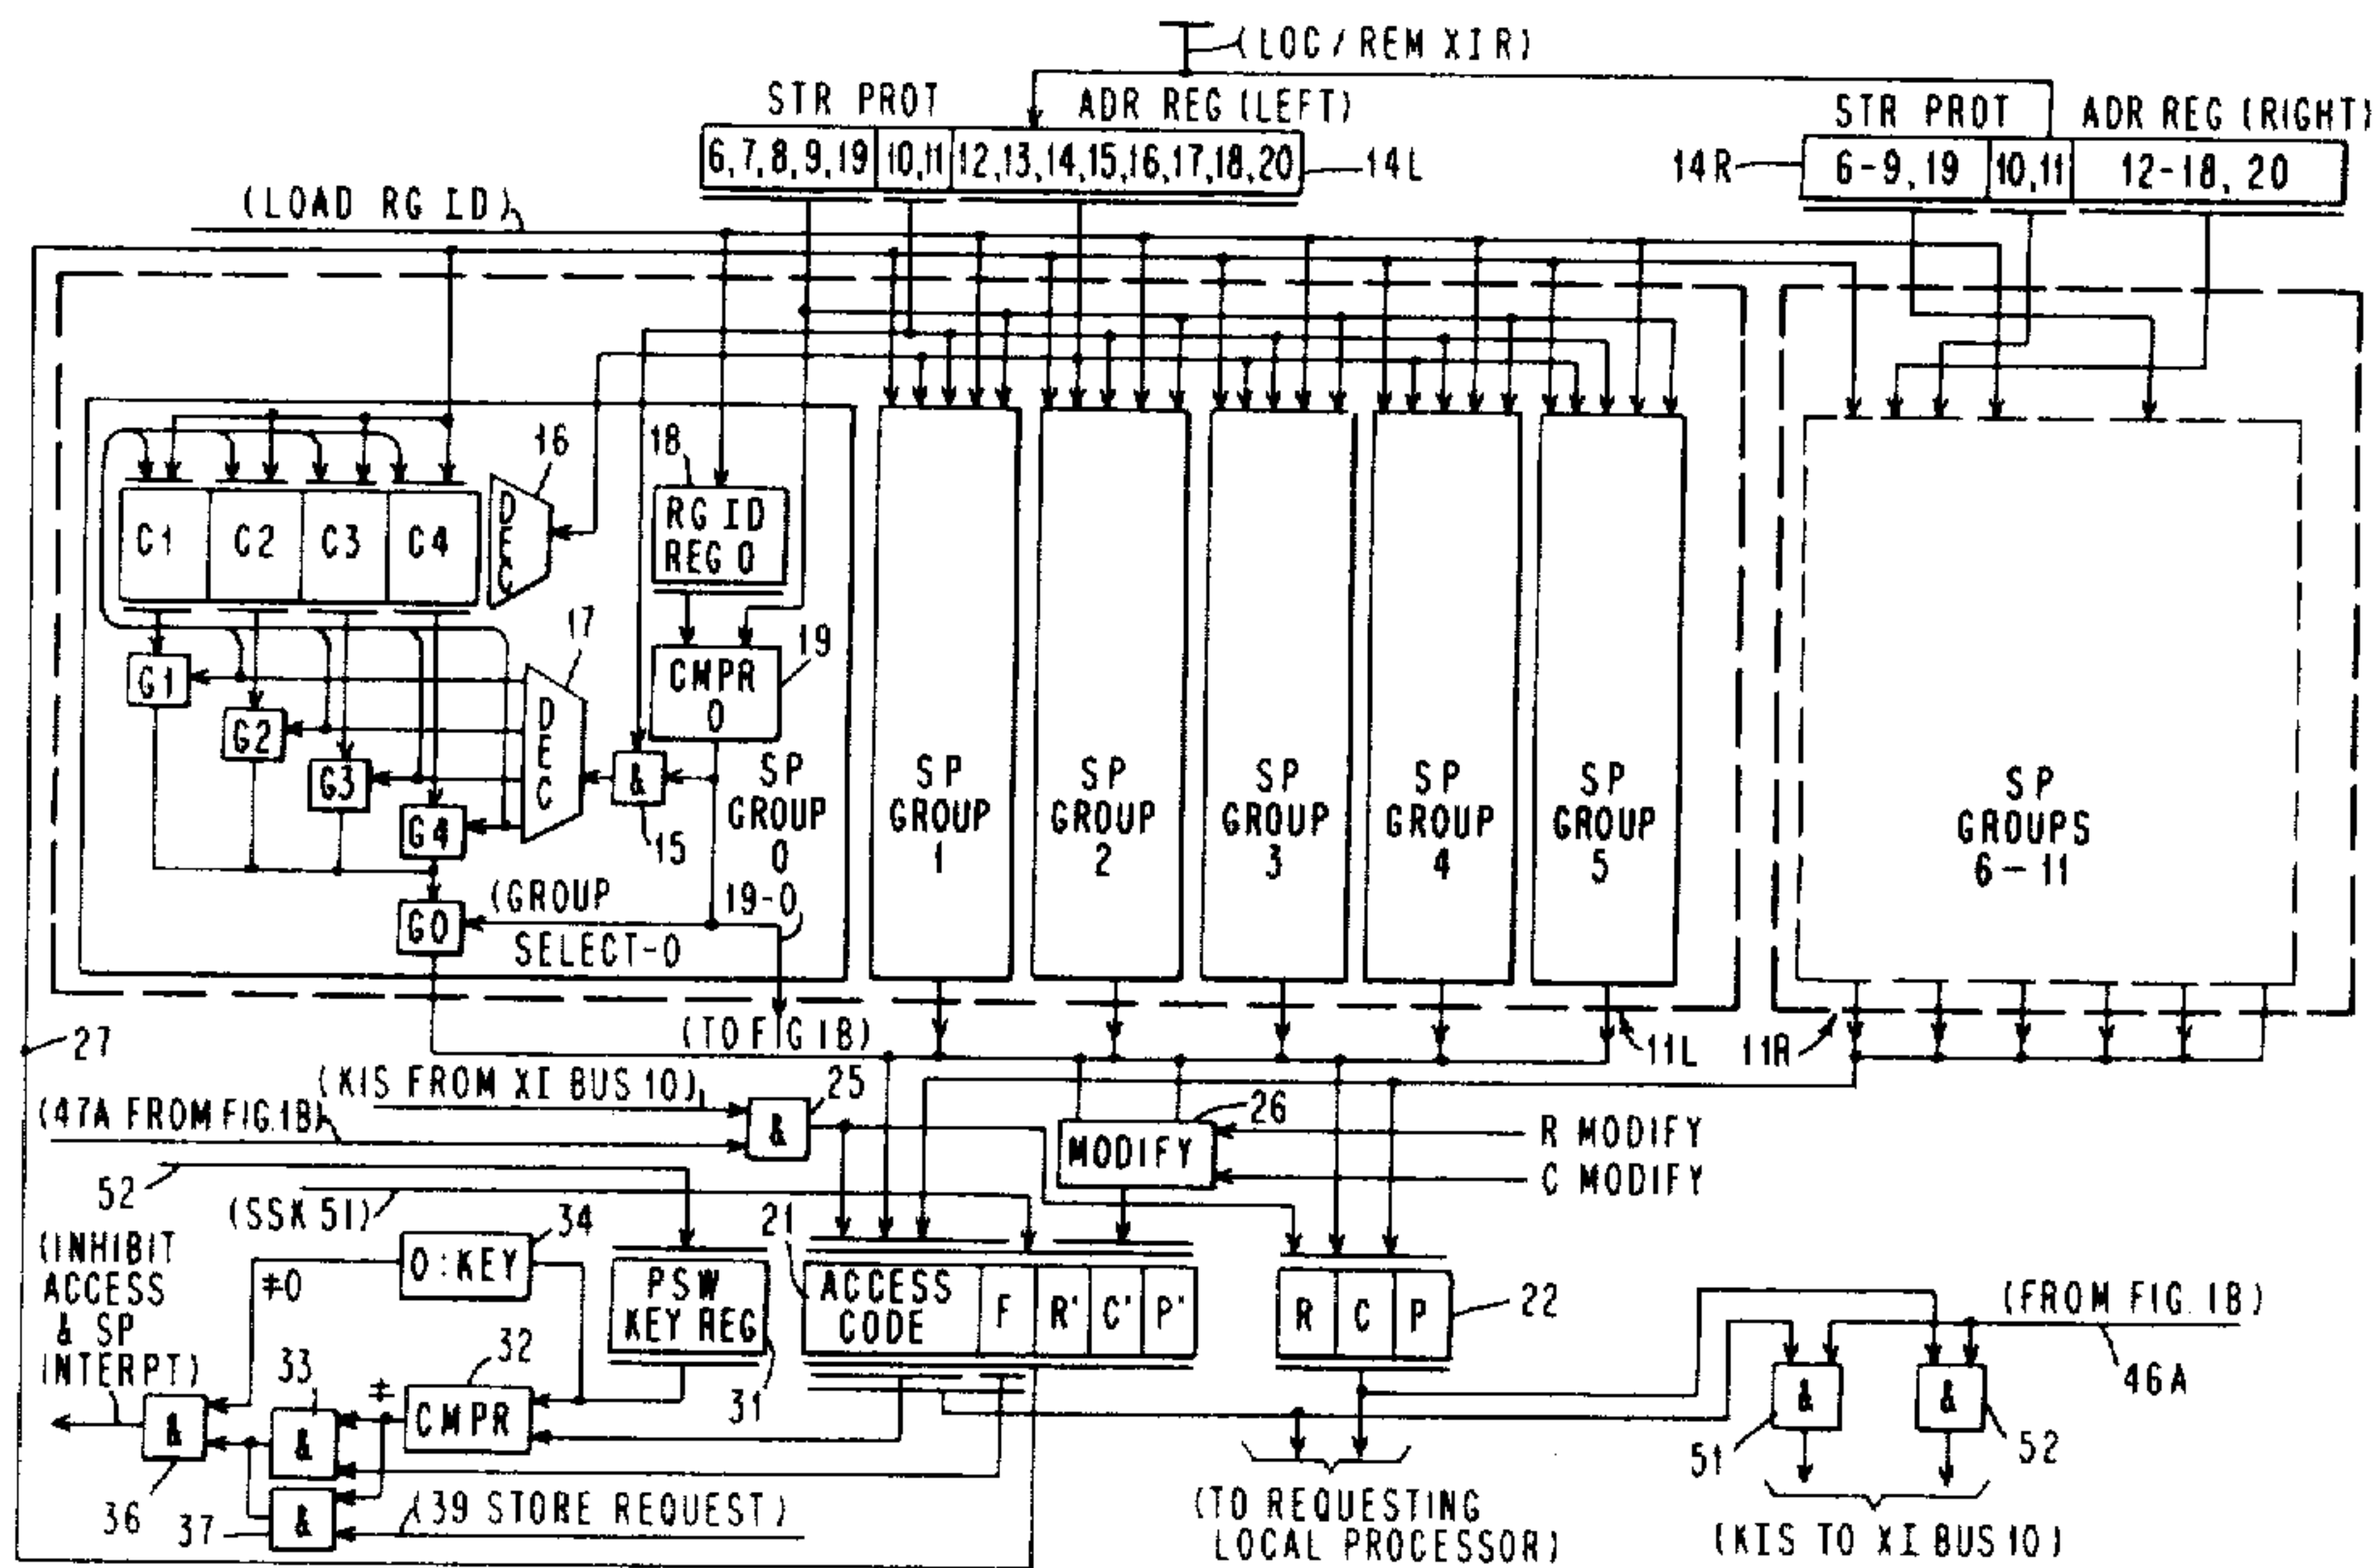 (LOC / REM XIR)
STR PROT ADR REG (LEFT)
STR PROT ADR REG (RIGHT)
6,7,8,9,19 10,11 12,13,14,15,16,17,18,20 14L
14R 6-9,19 10,11 12-18, 20
(LOAD RG ID)
16
18
C1 C2 C3 C4
DEC
RG ID
REG 0
17
19
CMPR
0
G1
G2
G3
G4
DEC
&
15
SP
GROUP
0
SP
GROUP
1
SP
GROUP
2
SP
GROUP
3
SP
GROUP
4
SP
GROUP
5
SP
GROUPS
6-11
G0
(GROUP
SELECT-0
19-0
(TO FIG 1B)
11L
11R
27
(KIS FROM XI BUS 10)
25
(47A FROM FIG. 1B)
&
26
MODIFY
R MODIFY
C MODIFY
52
(SSK 51)
21
34
(INHIBIT
ACCESS
& SP
INTERPT)
≠0
0:KEY
PSW
KEY REG
ACCESS
CODE
F R' C' P'
R C P
22
(FROM FIG. 1B)
46A
33
≠
32
CMPR
31
&
&
&
36
37
(39 STORE REQUEST)
(TO REQUESTING
LOCAL PROCESSOR)
&
&
51
52
(KIS TO XI BUS 10)